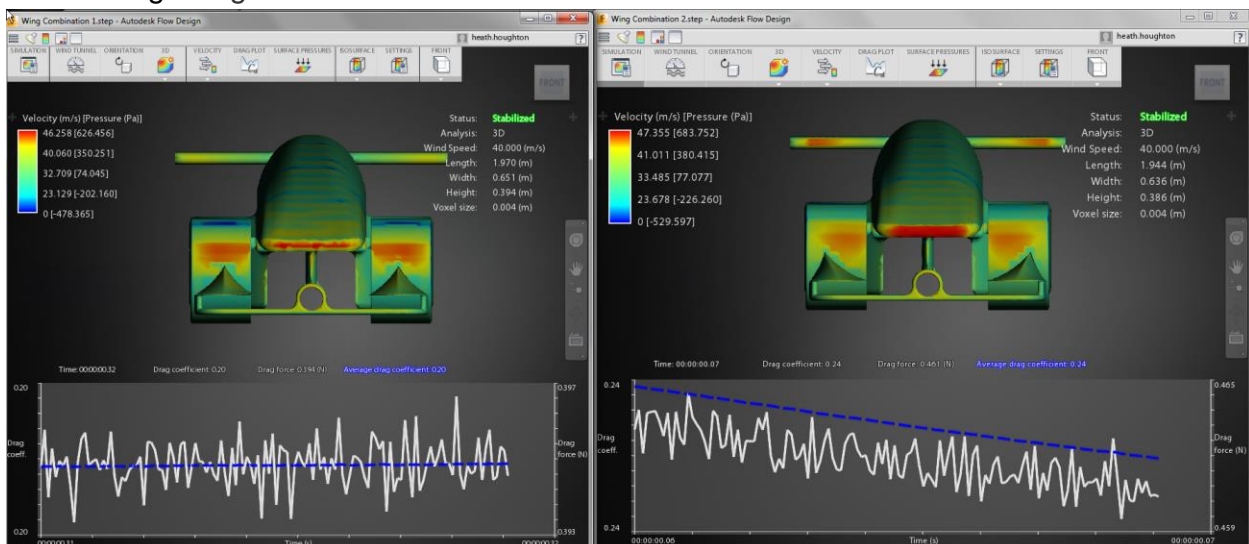 Wing Combination 1.step - Autodesk Flow Design
heath.houghton
?
SIMULATION WIND TUNNEL ORIENTATION 3D VELOCITY DRAG PLOT SURFACE PRESSURES ISOSURFACE SETTINGS FRONT
FRONT
Velocity (m/s) [Pressure (Pa)]
46.258 [626.456]
40.060 [350.251]
32.709 [74.045]
23.129 [-202.160]
0 [-478.365]
Status: Stabilized
Analysis: 3D
Wind Speed: 40.000 (m/s)
Length: 1.970 (m)
Width: 0.651 (m)
Height: 0.394 (m)
Voxel size: 0.004 (m)
Time: 00:00:00.32 Drag coefficient: 0.20 Drag force: 0.394 (N) Average drag coefficient: 0.20
0.20 0.397
Drag coeff.
Drag force (N)
0.20 0.393
00:00:00.31 Time (s) 00:00:00.32
Wing Combination 2.step - Autodesk Flow Design
heath.houghton
?
SIMULATION WIND TUNNEL ORIENTATION 3D VELOCITY DRAG PLOT SURFACE PRESSURES ISOSURFACE SETTINGS FRONT
FRONT
Velocity (m/s) [Pressure (Pa)]
47.355 [683.752]
41.011 [380.415]
33.485 [77.077]
23.678 [-226.260]
0 [-529.597]
Status: Stabilized
Analysis: 3D
Wind Speed: 40.000 (m/s)
Length: 1.944 (m)
Width: 0.636 (m)
Height: 0.386 (m)
Voxel size: 0.004 (m)
Time: 00:00:00.07 Drag coefficient: 0.24 Drag force: 0.461 (N) Average drag coefficient: 0.24
0.24 0.465
Drag coeff.
Drag force (N)
0.24 0.459
00:00:00.06 Time (s) 00:00:00.07